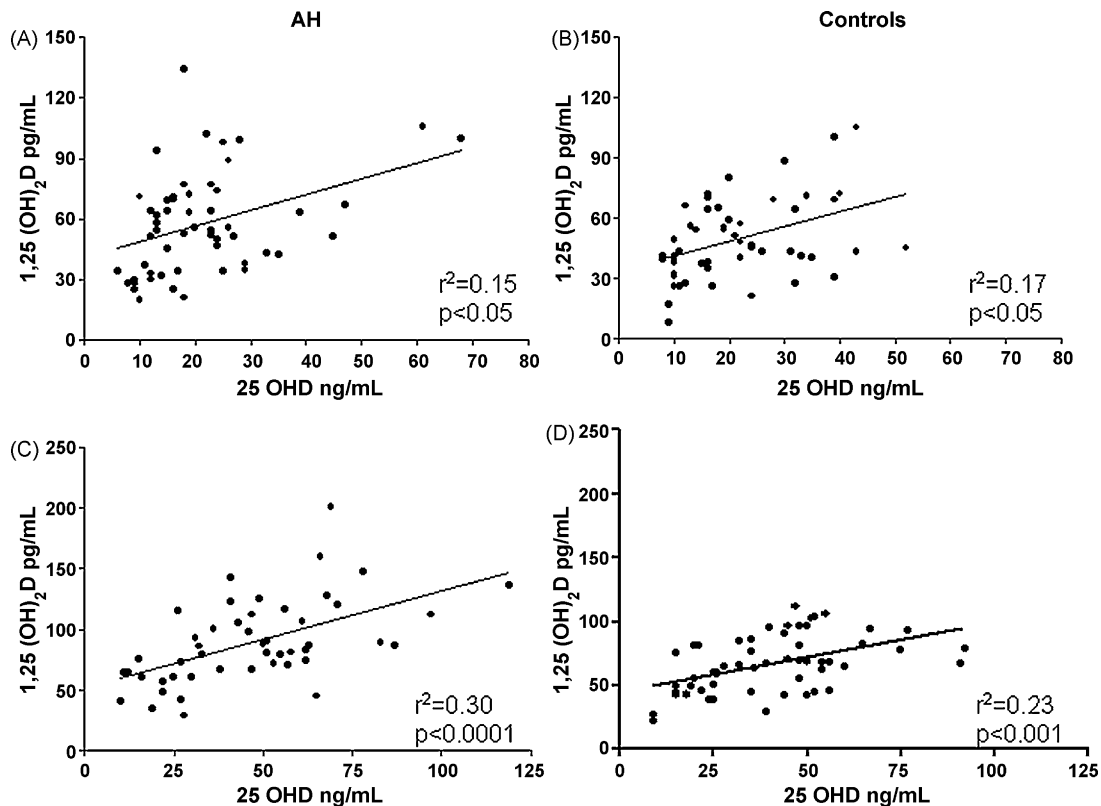 AH
Controls
(A)
150
120
90
60
30
0
1,25 (OH)2D pg/mL
r²=0.15
p<0.05
0 10 20 30 40 50 60 70 80
25 OHD ng/mL
(B)
150
120
90
60
30
0
1,25 (OH)2D pg/mL
r²=0.17
p<0.05
0 10 20 30 40 50 60 70 80
25 OHD ng/mL
(C)
250
200
150
100
50
0
1,25 (OH)2D pg/mL
r²=0.30
p<0.0001
0 25 50 75 100 125
25 OHD ng/mL
(D)
250
200
150
100
50
0
1,25 (OH)2D pg/mL
r²=0.23
p<0.001
0 25 50 75 100 125
25 OHD ng/mL